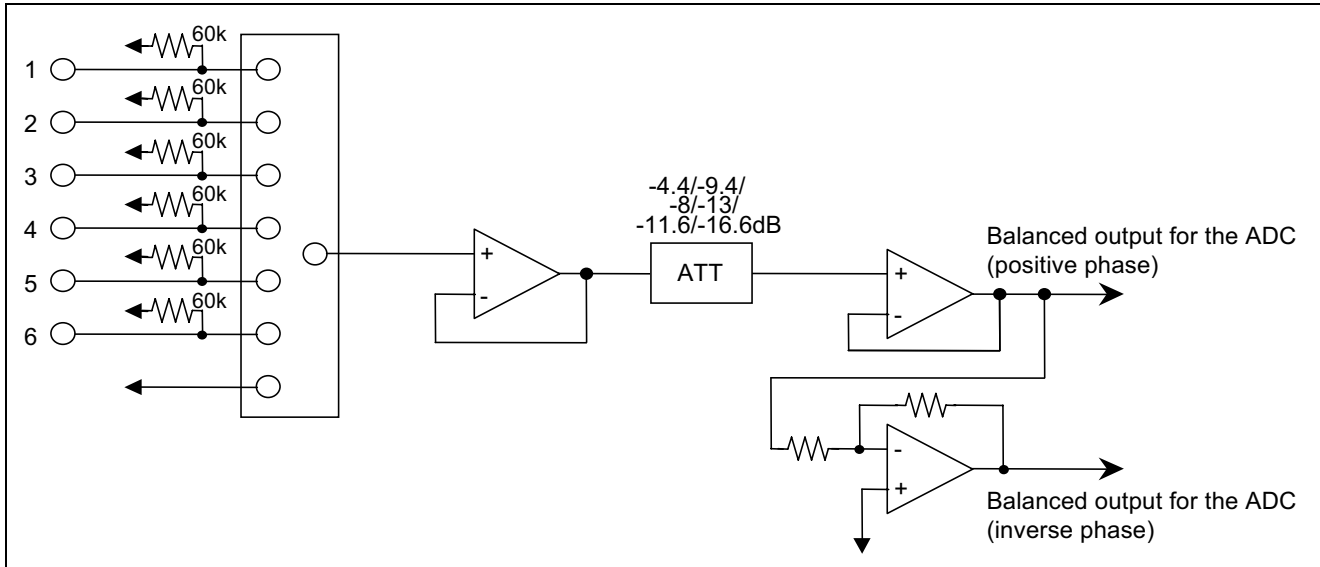 60k
1
60k
2
60k
3
60k
4
60k
5
60k
6
+
-
-4.4/-9.4/
-8/-13/
-11.6/-16.6dB
ATT
+
-
Balanced output for the ADC
(positive phase)
-
+
Balanced output for the ADC
(inverse phase)